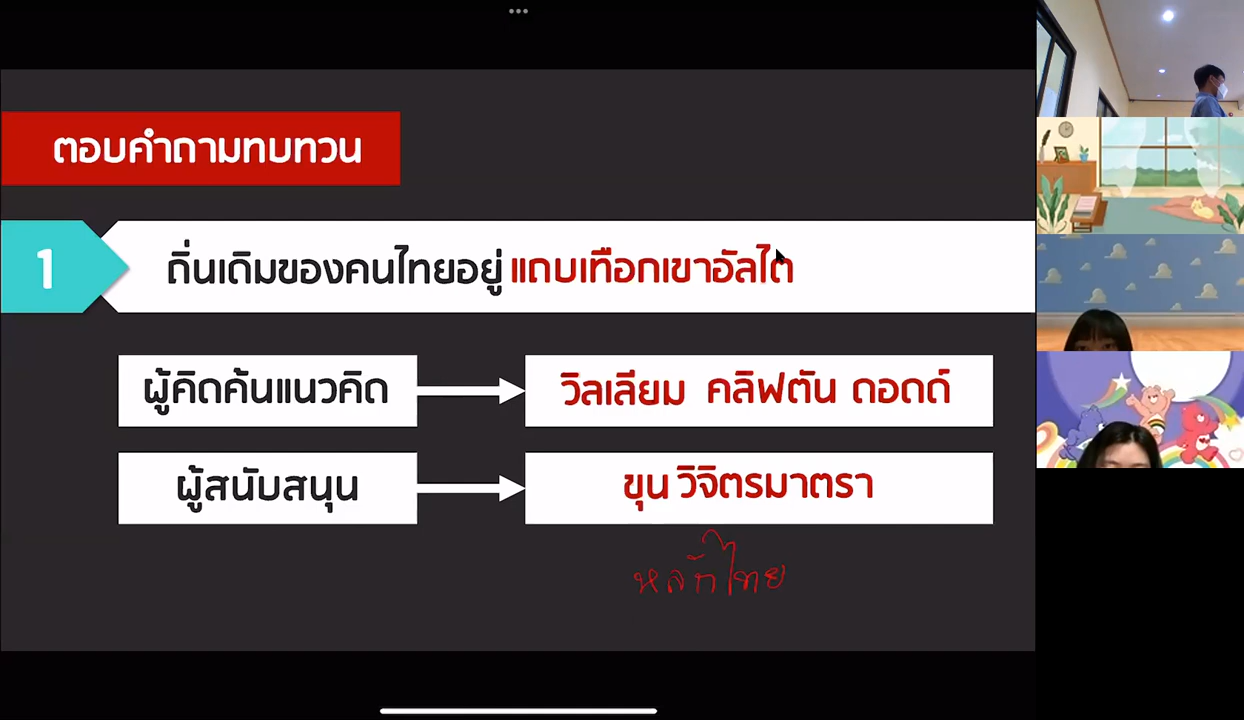 ตอบคำถามทบทวน
1
ถิ่นเดิมของคนไทยอยู่ แถบเทือกเขาอัลไต
ผู้คิดค้นแนวคิด วิลเลียม คลิฟตัน ดอดด์
ผู้สนับสนุน ขุนวิจิตรมาตรา
หลักไทย